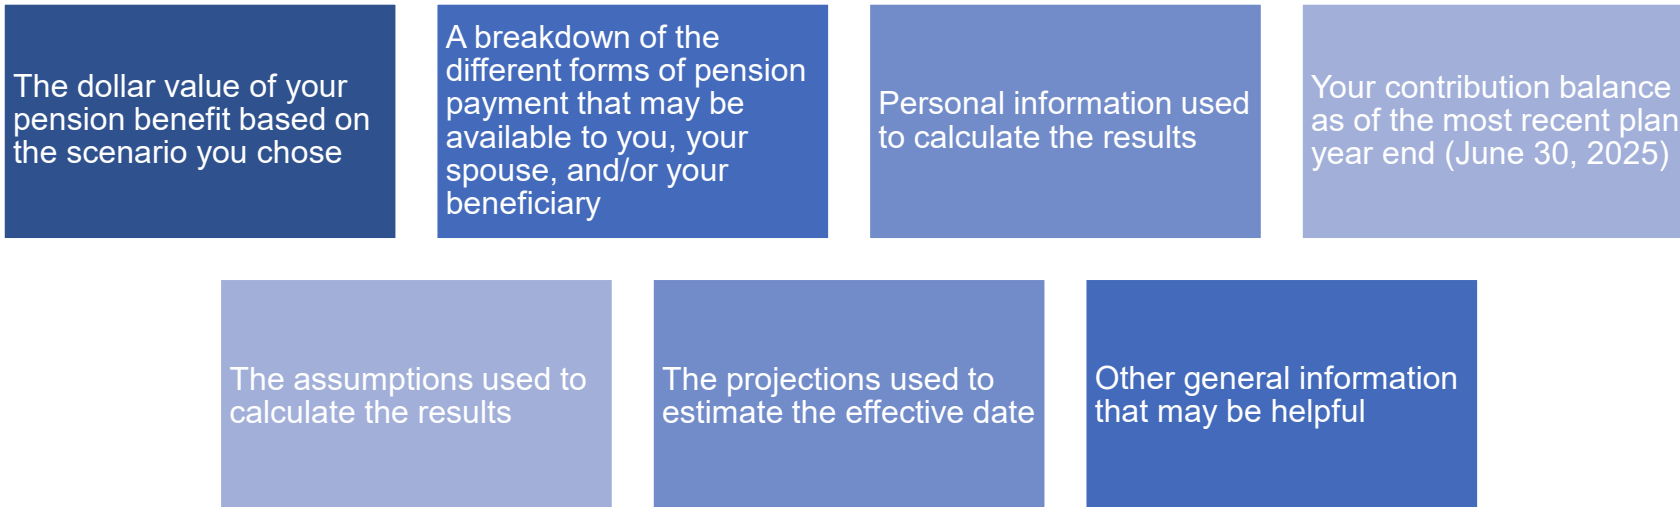 The dollar value of your
pension benefit based on
the scenario you chose
A breakdown of the
different forms of pension
payment that may be
available to you, your
spouse, and/or your
beneficiary
Personal information used
to calculate the results
Your contribution balance
as of the most recent plan
year end (June 30, 2025)
The assumptions used to
calculate the results
The projections used to
estimate the effective date
Other general information
that may be helpful